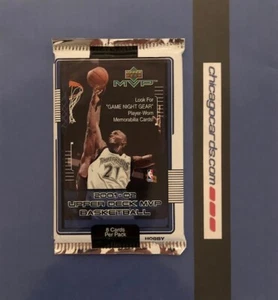 UPPER DECK
MVP
Look For
"GAME NIGHT GEAR"
Player-Worn
Memorabilia Cards!
21
2001-02
UPPER DECK MVP
BASKETBALL
8 Cards
Per Pack
HOBBY
chicagocards.com